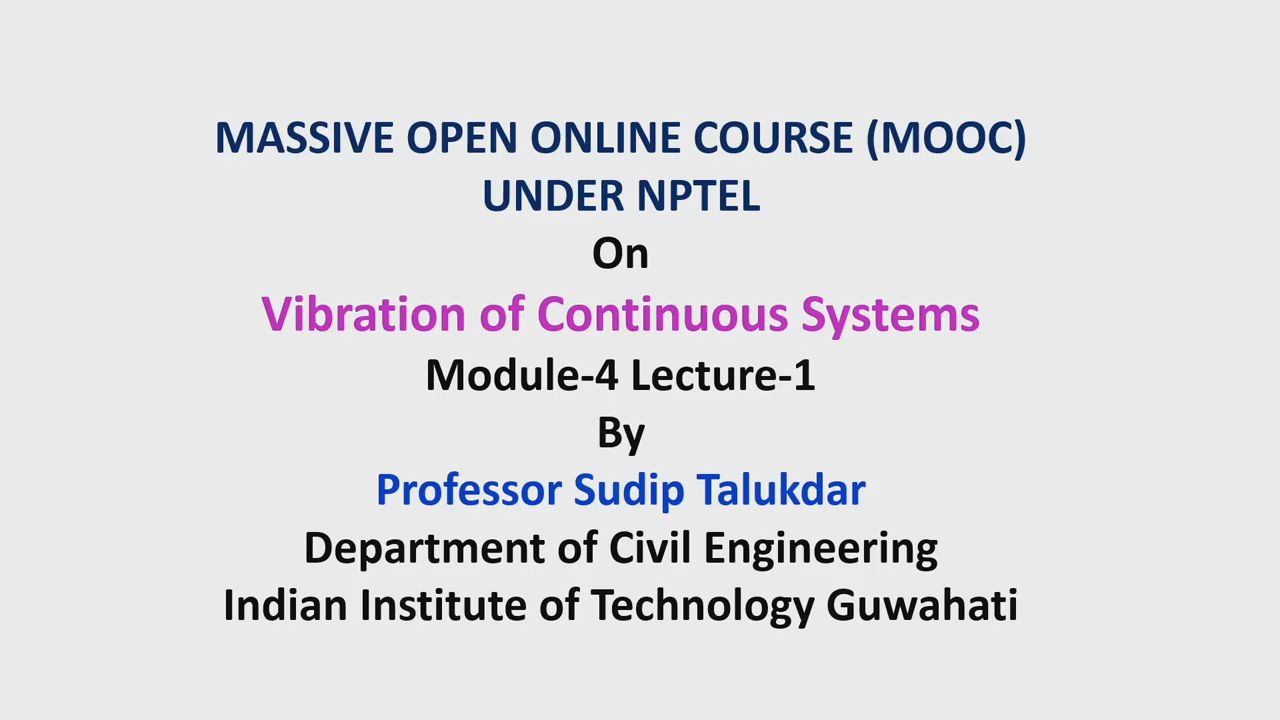 MASSIVE OPEN ONLINE COURSE (MOOC)
UNDER NPTEL
On
Vibration of Continuous Systems
Module-4 Lecture-1
By
Professor Sudip Talukdar
Department of Civil Engineering
Indian Institute of Technology Guwahati